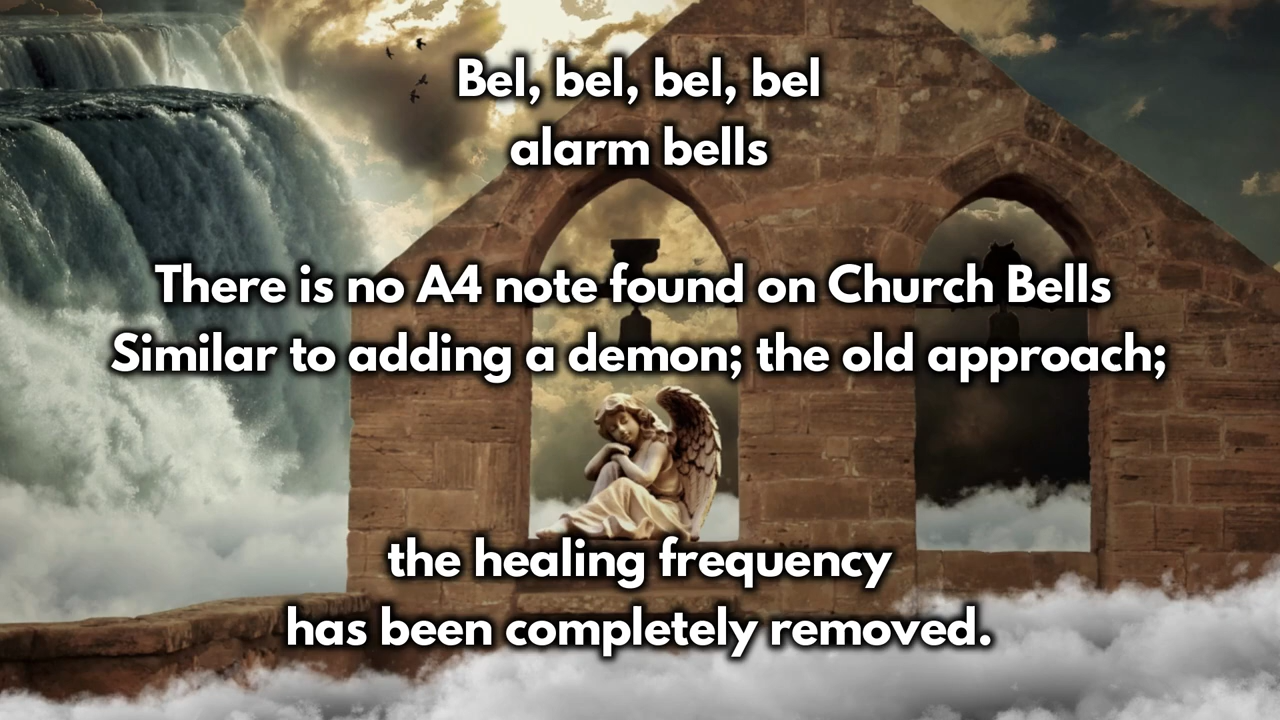 Bel, bel, bel, bel
alarm bells
There is no A4 note found on Church Bells
Similar to adding a demon; the old approach;
the healing frequency
has been completely removed.